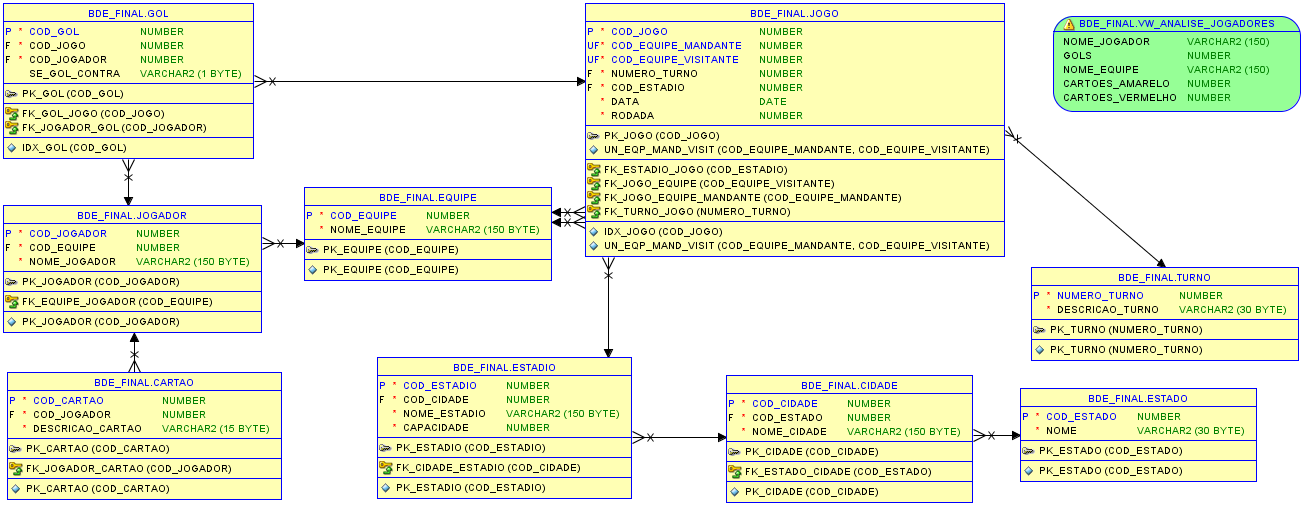 BDE_FINAL.GOL
P * COD_GOL NUMBER
F * COD_JOGO NUMBER
F * COD_JOGADOR NUMBER
SE_GOL_CONTRA VARCHAR2 (1 BYTE)
PK_GOL (COD_GOL)
FK_GOL_JOGO (COD_JOGO)
FK_JOGADOR_GOL (COD_JOGADOR)
IDX_GOL (COD_GOL)
BDE_FINAL.JOGO
P * COD_JOGO NUMBER
UF* COD_EQUIPE_MANDANTE NUMBER
UF* COD_EQUIPE_VISITANTE NUMBER
F * NUMERO_TURNO NUMBER
F * COD_ESTADIO NUMBER
* DATA DATE
* RODADA NUMBER
PK_JOGO (COD_JOGO)
UN_EQP_MAND_VISIT (COD_EQUIPE_MANDANTE, COD_EQUIPE_VISITANTE)
FK_ESTADIO_JOGO (COD_ESTADIO)
FK_JOGO_EQUIPE (COD_EQUIPE_VISITANTE)
FK_JOGO_EQUIPE_MANDANTE (COD_EQUIPE_MANDANTE)
FK_TURNO_JOGO (NUMERO_TURNO)
IDX_JOGO (COD_JOGO)
UN_EQP_MAND_VISIT (COD_EQUIPE_MANDANTE, COD_EQUIPE_VISITANTE)
BDE_FINAL.VW_ANALISE_JOGADORES
NOME_JOGADOR VARCHAR2 (150)
GOLS NUMBER
NOME_EQUIPE VARCHAR2 (150)
CARTOES_AMARELO NUMBER
CARTOES_VERMELHO NUMBER
BDE_FINAL.JOGADOR
P * COD_JOGADOR NUMBER
F * COD_EQUIPE NUMBER
* NOME_JOGADOR VARCHAR2 (150 BYTE)
PK_JOGADOR (COD_JOGADOR)
FK_EQUIPE_JOGADOR (COD_EQUIPE)
PK_JOGADOR (COD_JOGADOR)
BDE_FINAL.EQUIPE
P * COD_EQUIPE NUMBER
* NOME_EQUIPE VARCHAR2 (150 BYTE)
PK_EQUIPE (COD_EQUIPE)
PK_EQUIPE (COD_EQUIPE)
BDE_FINAL.TURNO
P * NUMERO_TURNO NUMBER
* DESCRICAO_TURNO VARCHAR2 (30 BYTE)
PK_TURNO (NUMERO_TURNO)
PK_TURNO (NUMERO_TURNO)
BDE_FINAL.CARTAO
P * COD_CARTAO NUMBER
F * COD_JOGADOR NUMBER
* DESCRICAO_CARTAO VARCHAR2 (15 BYTE)
PK_CARTAO (COD_CARTAO)
FK_JOGADOR_CARTAO (COD_JOGADOR)
PK_CARTAO (COD_CARTAO)
BDE_FINAL.ESTADIO
P * COD_ESTADIO NUMBER
F * COD_CIDADE NUMBER
* NOME_ESTADIO VARCHAR2 (150 BYTE)
* CAPACIDADE NUMBER
PK_ESTADIO (COD_ESTADIO)
FK_CIDADE_ESTADIO (COD_CIDADE)
PK_ESTADIO (COD_ESTADIO)
BDE_FINAL.CIDADE
P * COD_CIDADE NUMBER
F * COD_ESTADO NUMBER
* NOME_CIDADE VARCHAR2 (150 BYTE)
PK_CIDADE (COD_CIDADE)
FK_ESTADO_CIDADE (COD_ESTADO)
PK_CIDADE (COD_CIDADE)
BDE_FINAL.ESTADO
P * COD_ESTADO NUMBER
* NOME VARCHAR2 (30 BYTE)
PK_ESTADO (COD_ESTADO)
PK_ESTADO (COD_ESTADO)